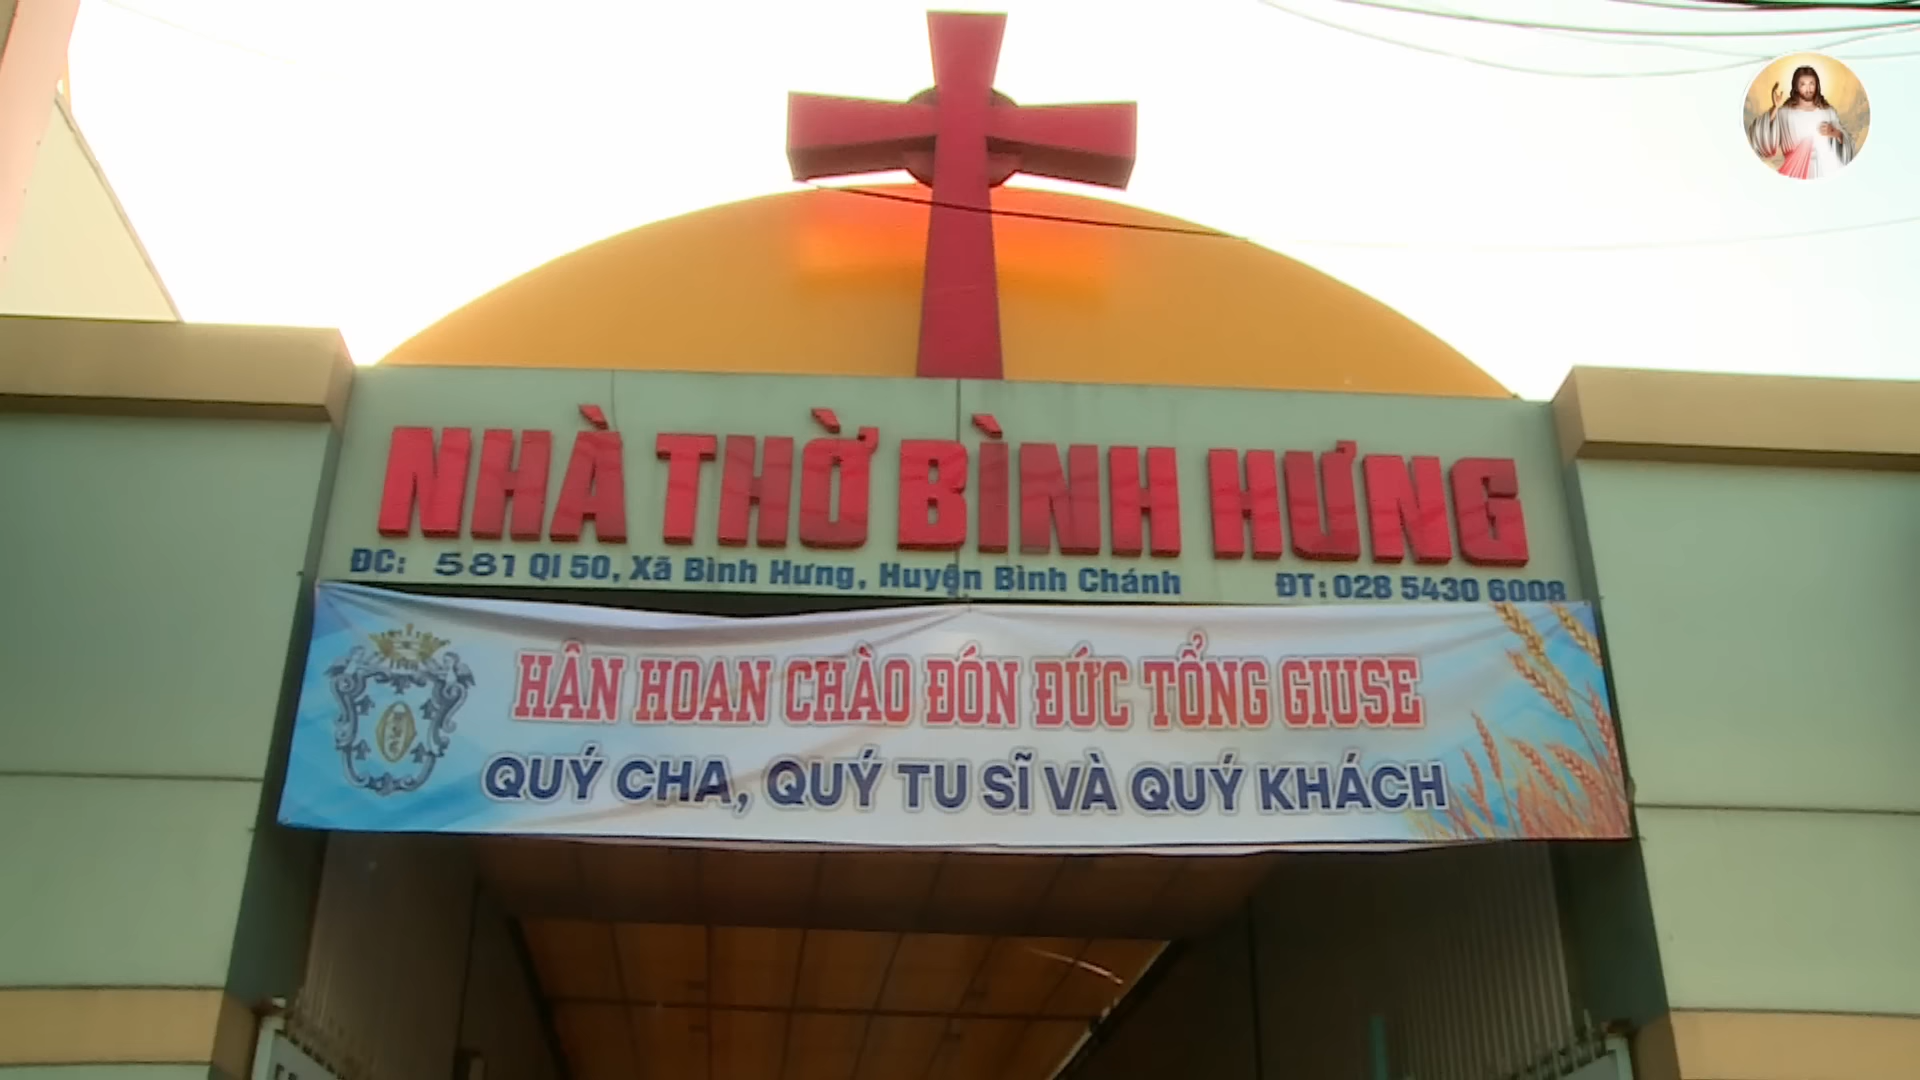 NHÀ THỜ BÌNH HƯNG
ĐC: 581 Ql 50, Xã Bình Hưng, Huyện Bình Chánh ĐT: 028 5430 6008
HÂN HOAN CHÀO ĐÓN ĐỨC TỔNG GIUSE
QUÝ CHA, QUÝ TU SĨ VÀ QUÝ KHÁCH